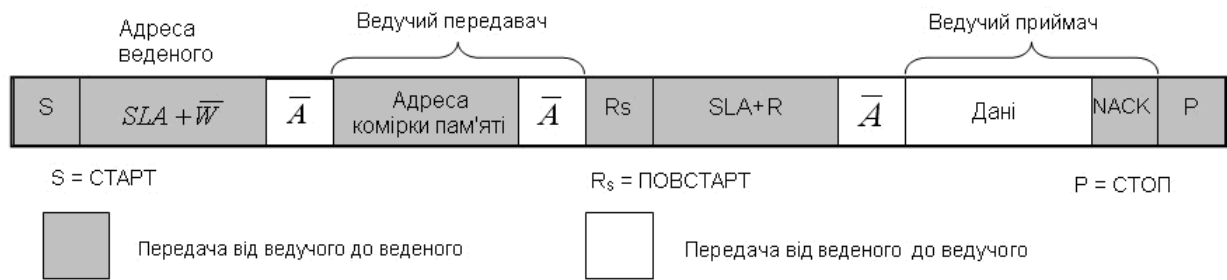 Адреса
веденого
Ведучий передавач
Ведучий приймач
S SLA + W̅ A̅ Адреса
комірки пам'яті A̅ Rs SLA+R A̅ Дані NACK P
S = СТАРТ
Rₛ = ПОВСТАРТ
P = СТОП
Передача від ведучого до веденого
Передача від веденого до ведучого